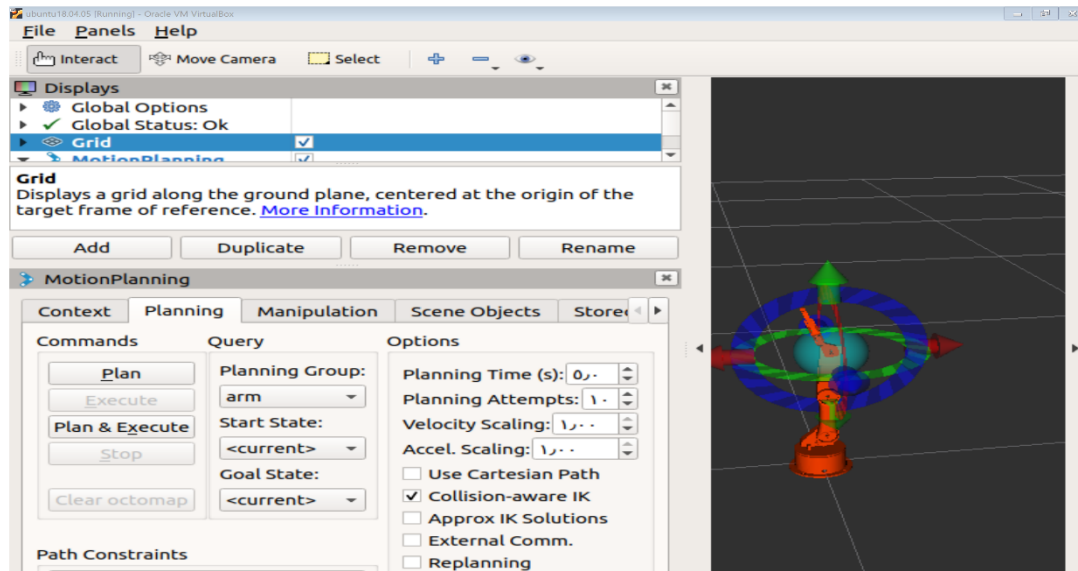 ubuntu18.04.05 [Running] - Oracle VM VirtualBox
File Panels Help
Interact Move Camera Select
Displays
Global Options
Global Status: Ok
Grid
MotionPlanning
Grid
Displays a grid along the ground plane, centered at the origin of the
target frame of reference. More Information.
Add Duplicate Remove Rename
MotionPlanning
Context Planning Manipulation Scene Objects Stored
Commands Query Options
Plan Planning Group: Planning Time (s): ٥٫٠
Execute arm Planning Attempts: ١٠
Plan & Execute Start State: Velocity Scaling: ١٫٠٠
Stop <current> Accel. Scaling: ١٫٠٠
Goal State: Use Cartesian Path
Clear octomap <current> Collision-aware IK
Approx IK Solutions
External Comm.
Path Constraints Replanning